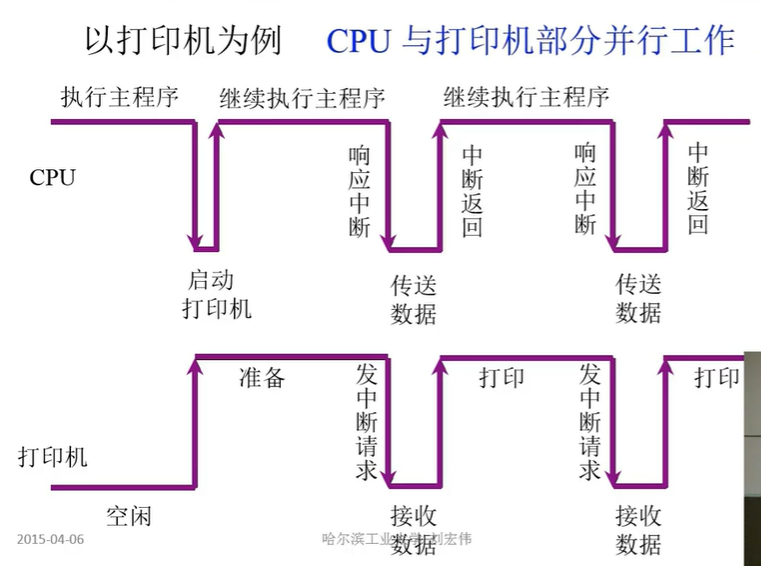 以打印机为例 CPU 与打印机部分并行工作
执行主程序 继续执行主程序 继续执行主程序
CPU
响应中断
中断返回
响应中断
中断返回
启动
打印机
传送
数据
传送
数据
准备
发中断请求
打印
发中断请求
打印
打印机
空闲
接收
数据
接收
数据
2015-04-06
哈尔滨工业大学 刘宏伟